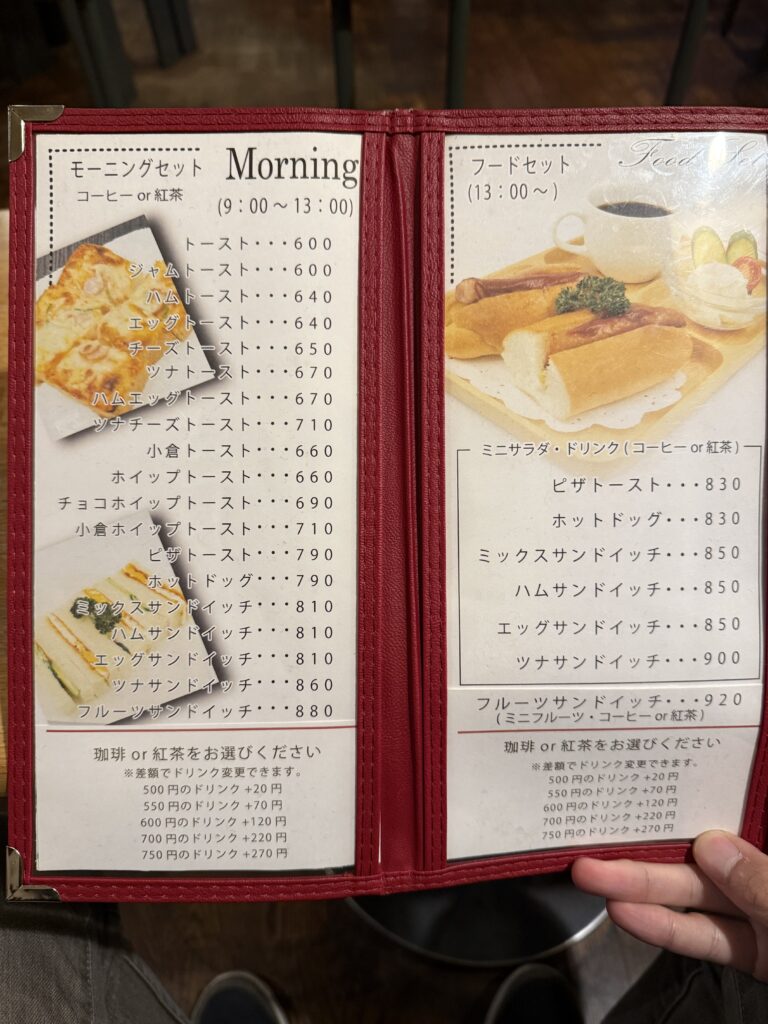 モーニングセット Morning
コーヒー or 紅茶
(9：00～13：00)
トースト・・・600
ジャムトースト・・・600
ハムトースト・・・640
エッグトースト・・・640
チーズトースト・・・650
ツナトースト・・・670
ハムエッグトースト・・・670
ツナチーズトースト・・・710
小倉トースト・・・660
ホイップトースト・・・660
チョコホイップトースト・・・690
小倉ホイップトースト・・・710
ピザトースト・・・790
ホットドッグ・・・790
ミックスサンドイッチ・・・810
ハムサンドイッチ・・・810
エッグサンドイッチ・・・810
ツナサンドイッチ・・・860
フルーツサンドイッチ・・・880
珈琲 or 紅茶をお選びください
※差額でドリンク変更できます。
500円のドリンク +20円
550円のドリンク +70円
600円のドリンク +120円
700円のドリンク +220円
750円のドリンク +270円
フードセット Food Set
(13：00～)
ミニサラダ・ドリンク (コーヒー or 紅茶)
ピザトースト・・・830
ホットドッグ・・・830
ミックスサンドイッチ・・・850
ハムサンドイッチ・・・850
エッグサンドイッチ・・・850
ツナサンドイッチ・・・900
フルーツサンドイッチ・・・920
(ミニフルーツ・コーヒー or 紅茶)
珈琲 or 紅茶をお選びください
※差額でドリンク変更できます。
500円のドリンク +20円
550円のドリンク +70円
600円のドリンク +120円
700円のドリンク +220円
750円のドリンク +270円